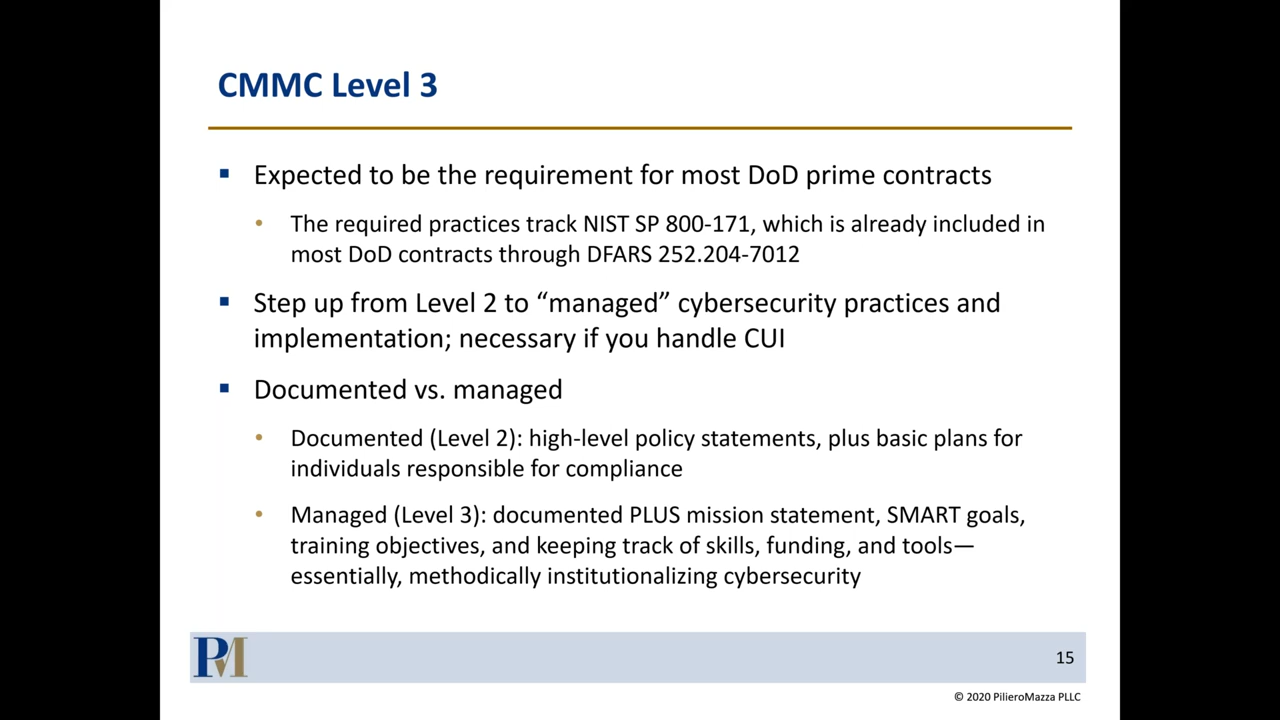 CMMC Level 3
▪ Expected to be the requirement for most DoD prime contracts
• The required practices track NIST SP 800-171, which is already included in
most DoD contracts through DFARS 252.204-7012
▪ Step up from Level 2 to “managed” cybersecurity practices and
implementation; necessary if you handle CUI
▪ Documented vs. managed
• Documented (Level 2): high-level policy statements, plus basic plans for
individuals responsible for compliance
• Managed (Level 3): documented PLUS mission statement, SMART goals,
training objectives, and keeping track of skills, funding, and tools—
essentially, methodically institutionalizing cybersecurity
PM
15
© 2020 PilieroMazza PLLC